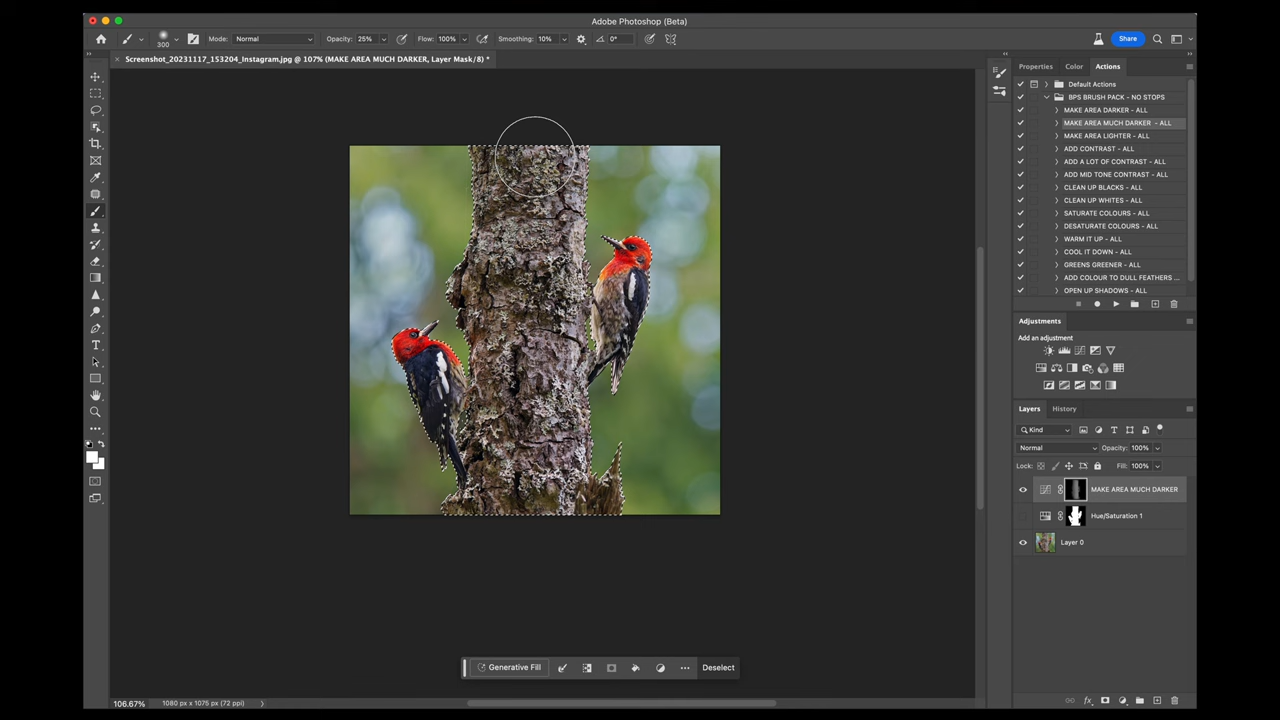 Adobe Photoshop (Beta)
300 Mode: Normal Opacity: 25% Flow: 100% Smoothing: 10% 0° Share
Screenshot_20231117_153204_Instagram.jpg @ 107% (MAKE AREA MUCH DARKER, Layer Mask/8) *
Properties Color Actions
Default Actions
BPS BRUSH PACK - NO STOPS
MAKE AREA DARKER - ALL
MAKE AREA MUCH DARKER - ALL
MAKE AREA LIGHTER - ALL
ADD CONTRAST - ALL
ADD A LOT OF CONTRAST - ALL
ADD MID TONE CONTRAST - ALL
CLEAN UP BLACKS - ALL
CLEAN UP WHITES - ALL
SATURATE COLOURS - ALL
DESATURATE COLOURS - ALL
WARM IT UP - ALL
COOL IT DOWN - ALL
GREENS GREENER - ALL
ADD COLOUR TO DULL FEATHERS ...
OPEN UP SHADOWS - ALL
Adjustments
Add an adjustment
Layers History
Kind
Normal Opacity: 100%
Lock: Fill: 100%
MAKE AREA MUCH DARKER
Hue/Saturation 1
Layer 0
Generative Fill Deselect
106.67% 1080 px x 1075 px (72 ppi)